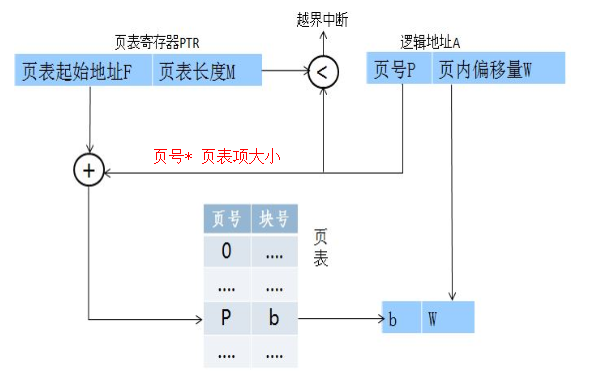 越界中断
页表寄存器PTR
逻辑地址A
页表起始地址F 页表长度M
<
页号P 页内偏移量W
页号* 页表项大小
+
页号 块号
0 ....
.... ....
P b
.... ....
页表
b W